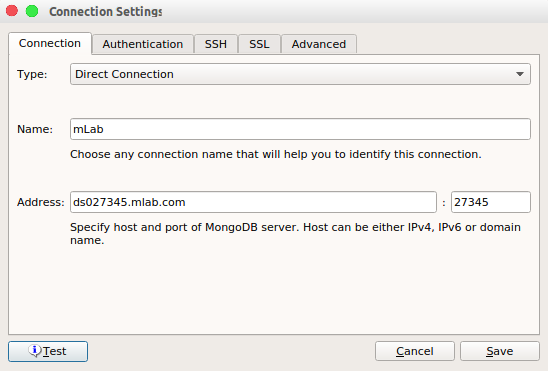 Connection Settings
Connection Authentication SSH SSL Advanced
Type: Direct Connection
Name: mLab
Choose any connection name that will help you to identify this connection.
Address: ds027345.mlab.com : 27345
Specify host and port of MongoDB server. Host can be either IPv4, IPv6 or domain
name.
Test Cancel Save